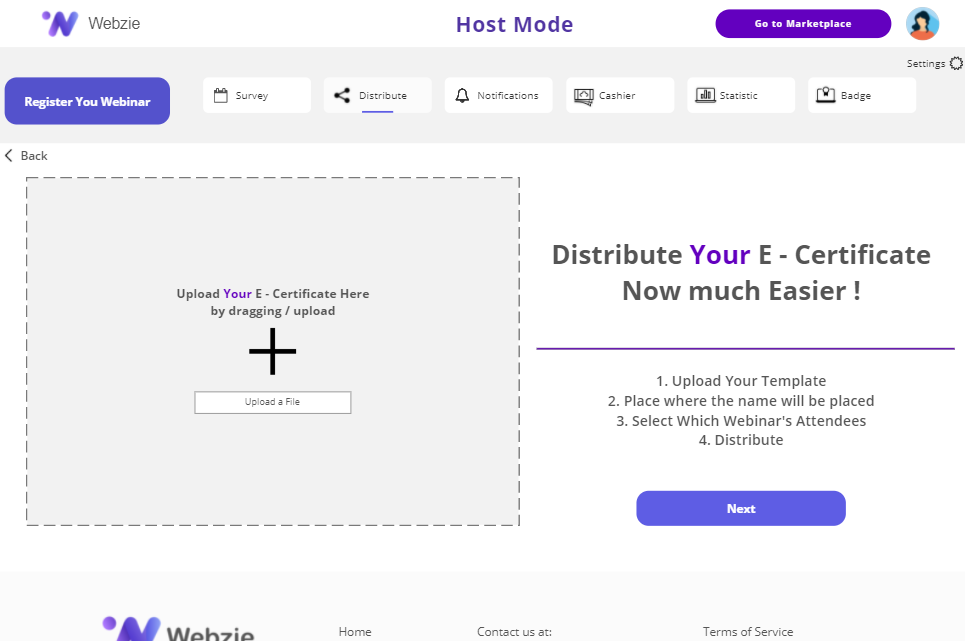 Webzie
Host Mode
Go to Marketplace
Settings
Register You Webinar
Survey
Distribute
Notifications
Cashier
Statistic
Badge
Back
Upload Your E - Certificate Here
by dragging / upload
Upload a File
Distribute Your E - Certificate
Now much Easier !
1. Upload Your Template
2. Place where the name will be placed
3. Select Which Webinar's Attendees
4. Distribute
Next
Webzie
Home
Contact us at:
Terms of Service